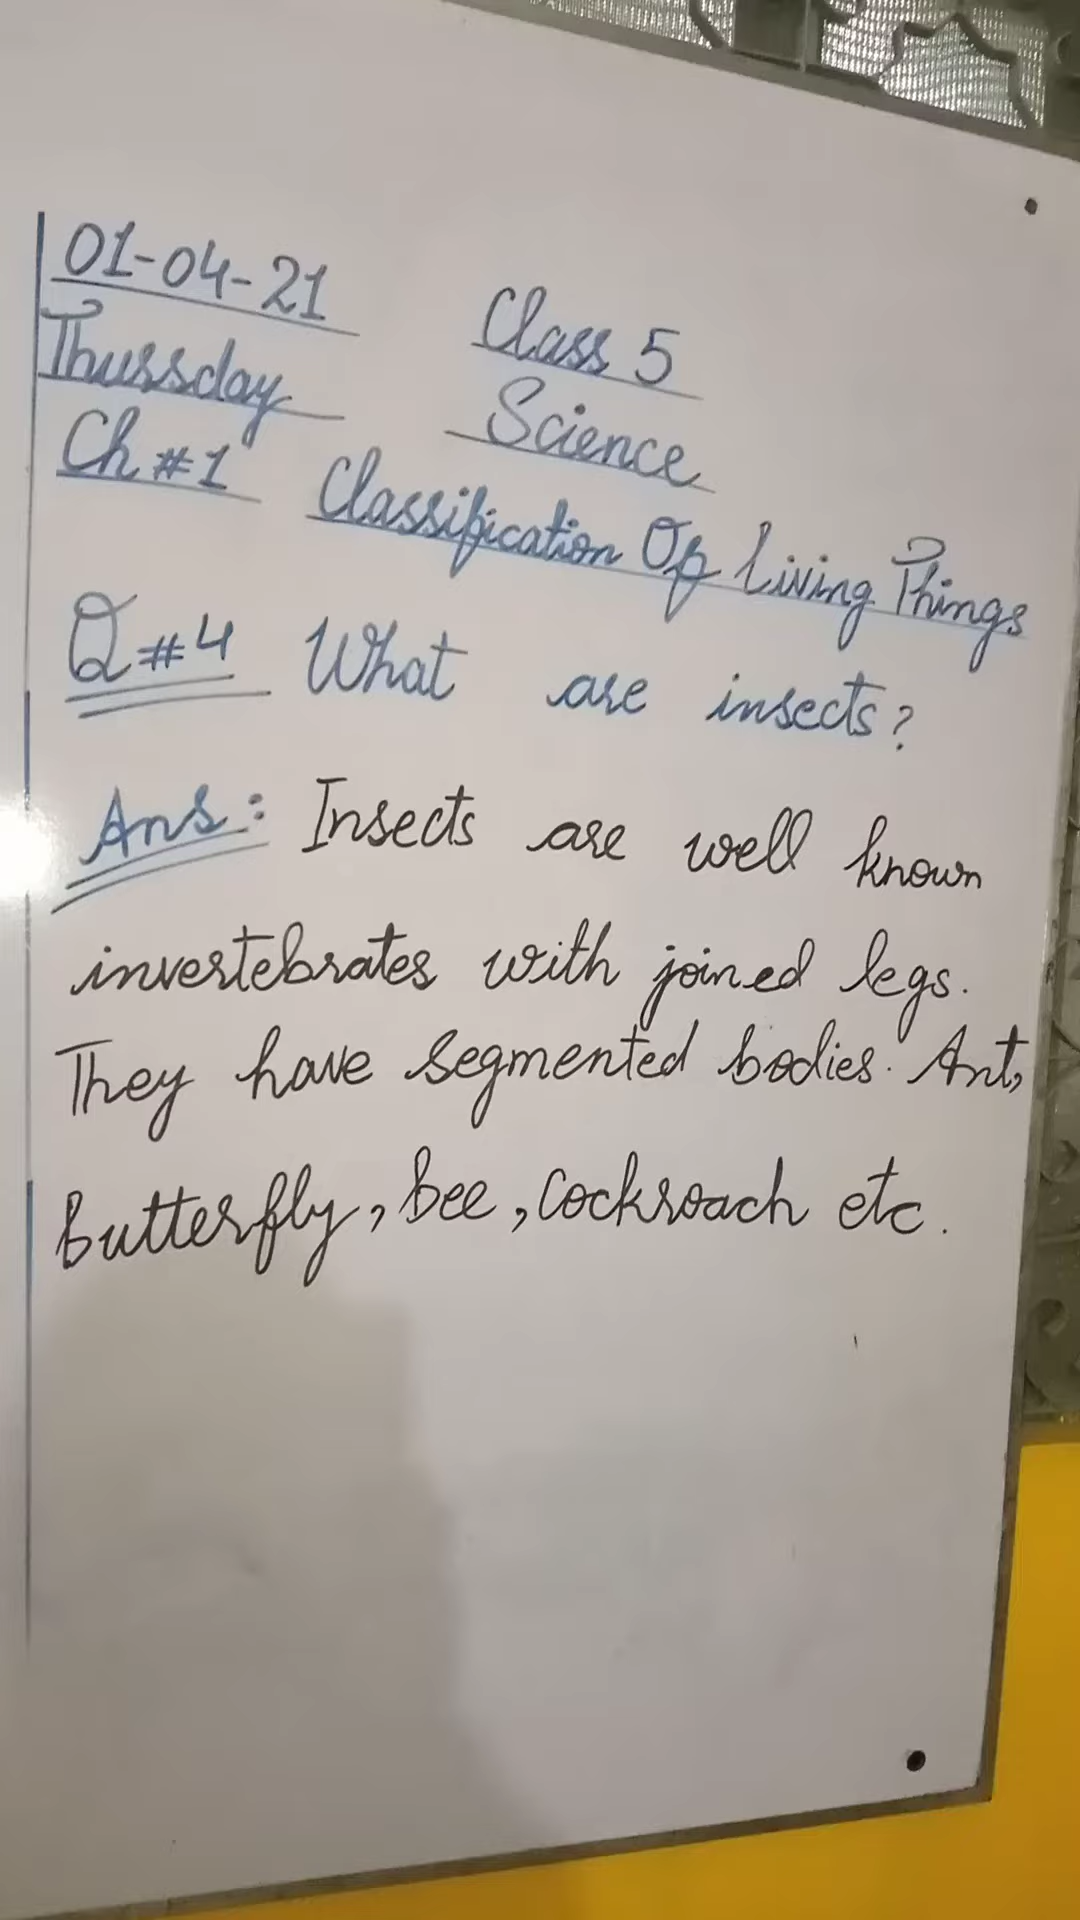 01-04-21
Class 5
Thursday
Science
Ch #1 Classification Of Living Things
Q #4 What are insects?
Ans: Insects are well known
invertebrates with joined legs.
They have segmented bodies. Ant,
Butterfly, bee, Cockroach etc.